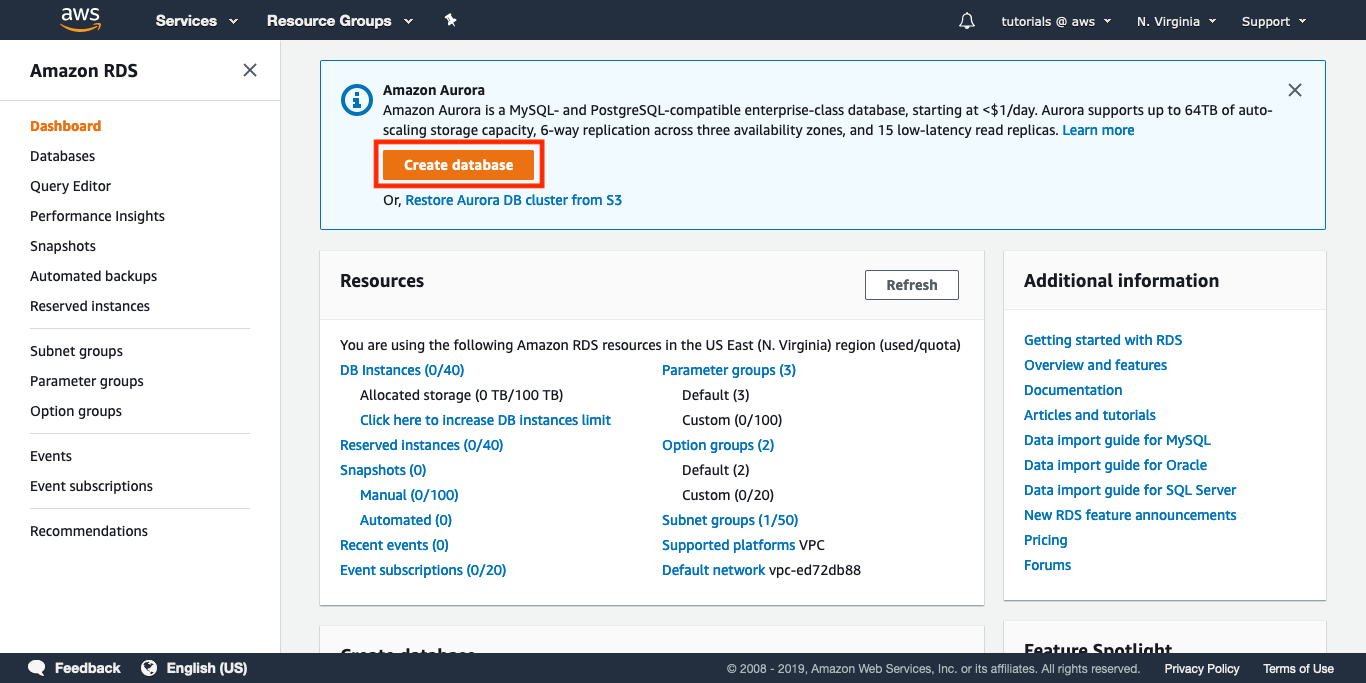 aws
Services
Resource Groups
tutorials @ aws
N. Virginia
Support
Amazon RDS
Dashboard
Databases
Query Editor
Performance Insights
Snapshots
Automated backups
Reserved instances
Subnet groups
Parameter groups
Option groups
Events
Event subscriptions
Recommendations
Amazon Aurora
Amazon Aurora is a MySQL- and PostgreSQL-compatible enterprise-class database, starting at <$1/day. Aurora supports up to 64TB of auto-
scaling storage capacity, 6-way replication across three availability zones, and 15 low-latency read replicas. Learn more
Create database
Or, Restore Aurora DB cluster from S3
Resources
Refresh
You are using the following Amazon RDS resources in the US East (N. Virginia) region (used/quota)
DB Instances (0/40)
Allocated storage (0 TB/100 TB)
Click here to increase DB instances limit
Reserved instances (0/40)
Snapshots (0)
Manual (0/100)
Automated (0)
Recent events (0)
Event subscriptions (0/20)
Parameter groups (3)
Default (3)
Custom (0/100)
Option groups (2)
Default (2)
Custom (0/20)
Subnet groups (1/50)
Supported platforms VPC
Default network vpc-ed72db88
Additional information
Getting started with RDS
Overview and features
Documentation
Articles and tutorials
Data import guide for MySQL
Data import guide for Oracle
Data import guide for SQL Server
New RDS feature announcements
Pricing
Forums
Create database
Feature Spotlight
Feedback
English (US)
© 2008 - 2019, Amazon Web Services, Inc. or its affiliates. All rights reserved.
Privacy Policy
Terms of Use